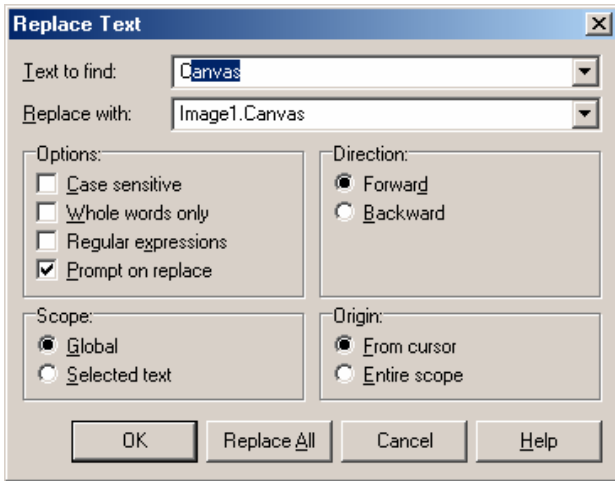 Replace Text
Text to find: Canvas
Replace with: Image1.Canvas
Options:
Case sensitive
Whole words only
Regular expressions
Prompt on replace
Direction:
Forward
Backward
Scope:
Global
Selected text
Origin:
From cursor
Entire scope
OK Replace All Cancel Help